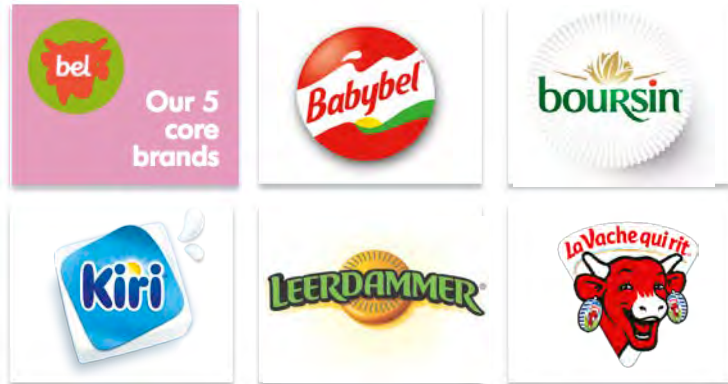 bel
Our 5
core
brands
Babybel
boursin
Kiri
LEERDAMMER®
La Vache qui rit